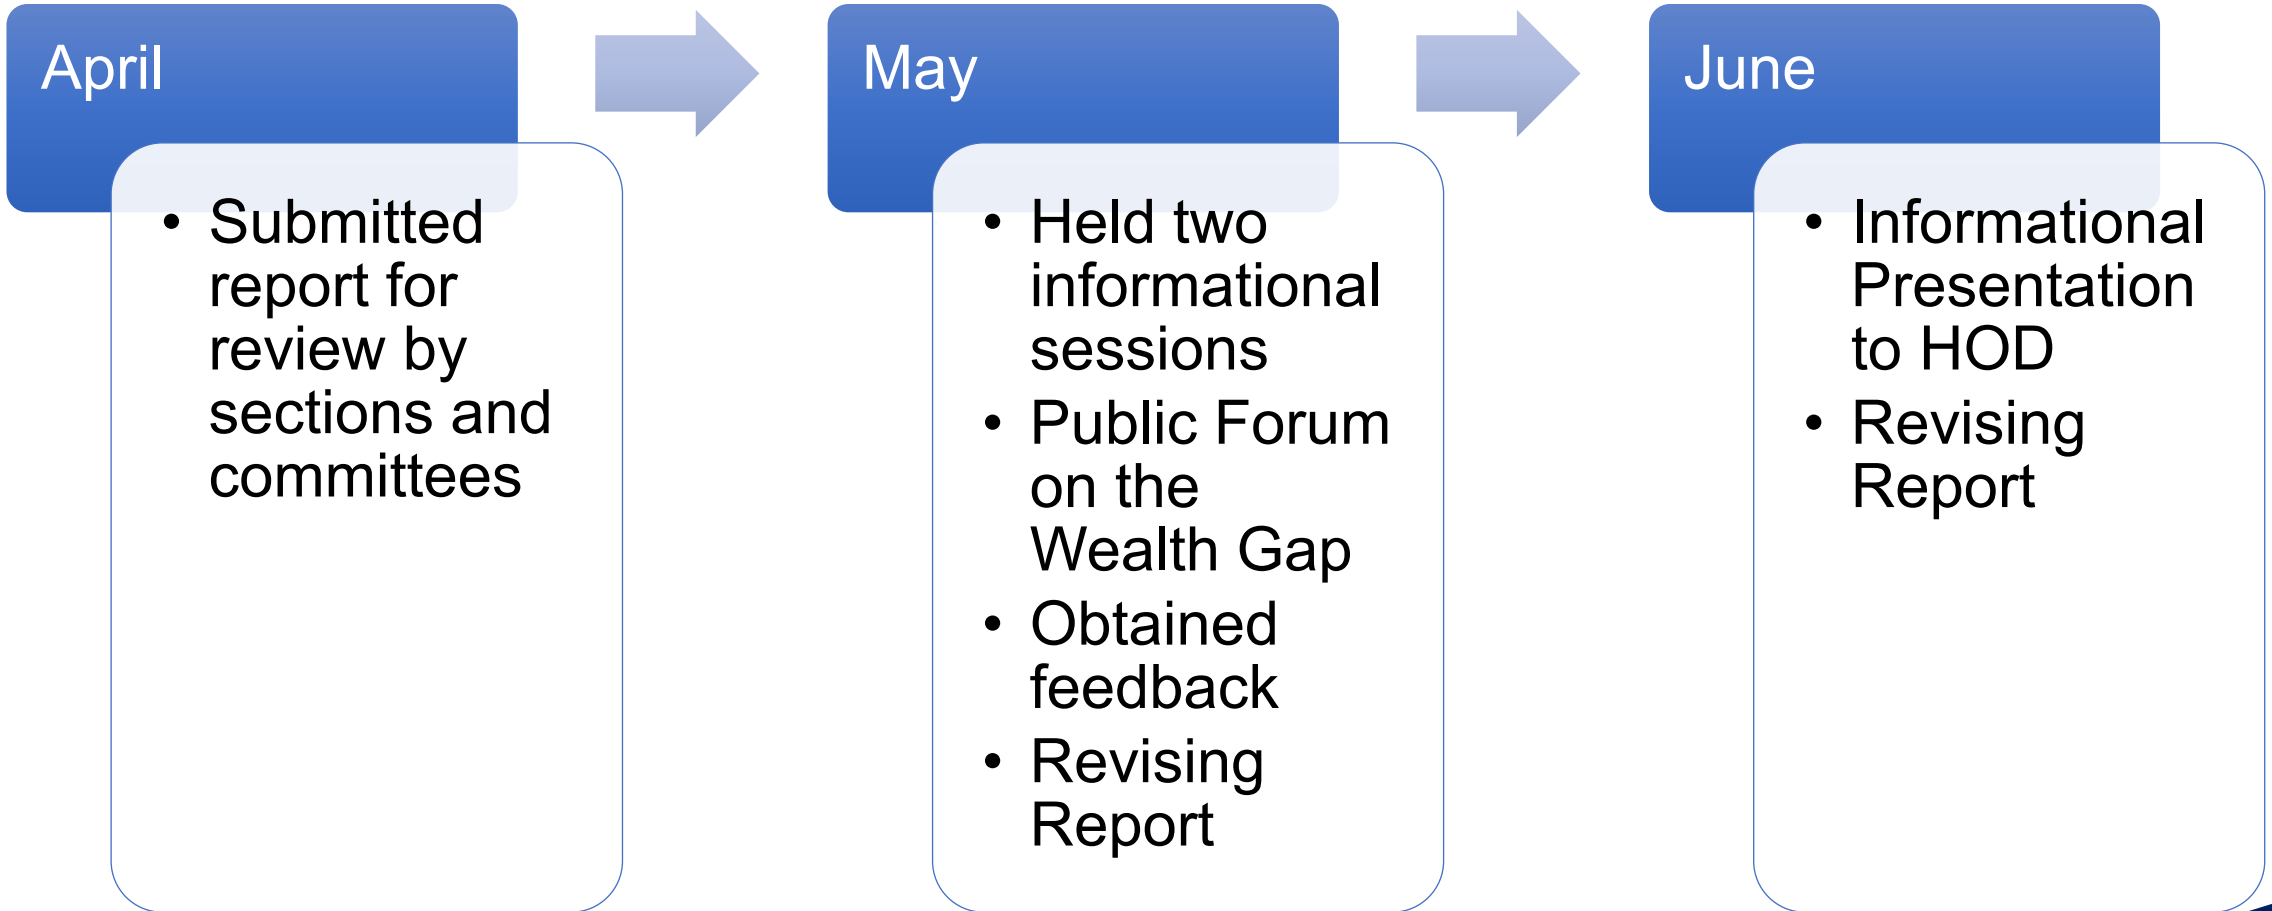 April
• Submitted
report for
review by
sections and
committees
May
• Held two
informational
sessions
• Public Forum
on the
Wealth Gap
• Obtained
feedback
• Revising
Report
June
• Informational
Presentation
to HOD
• Revising
Report